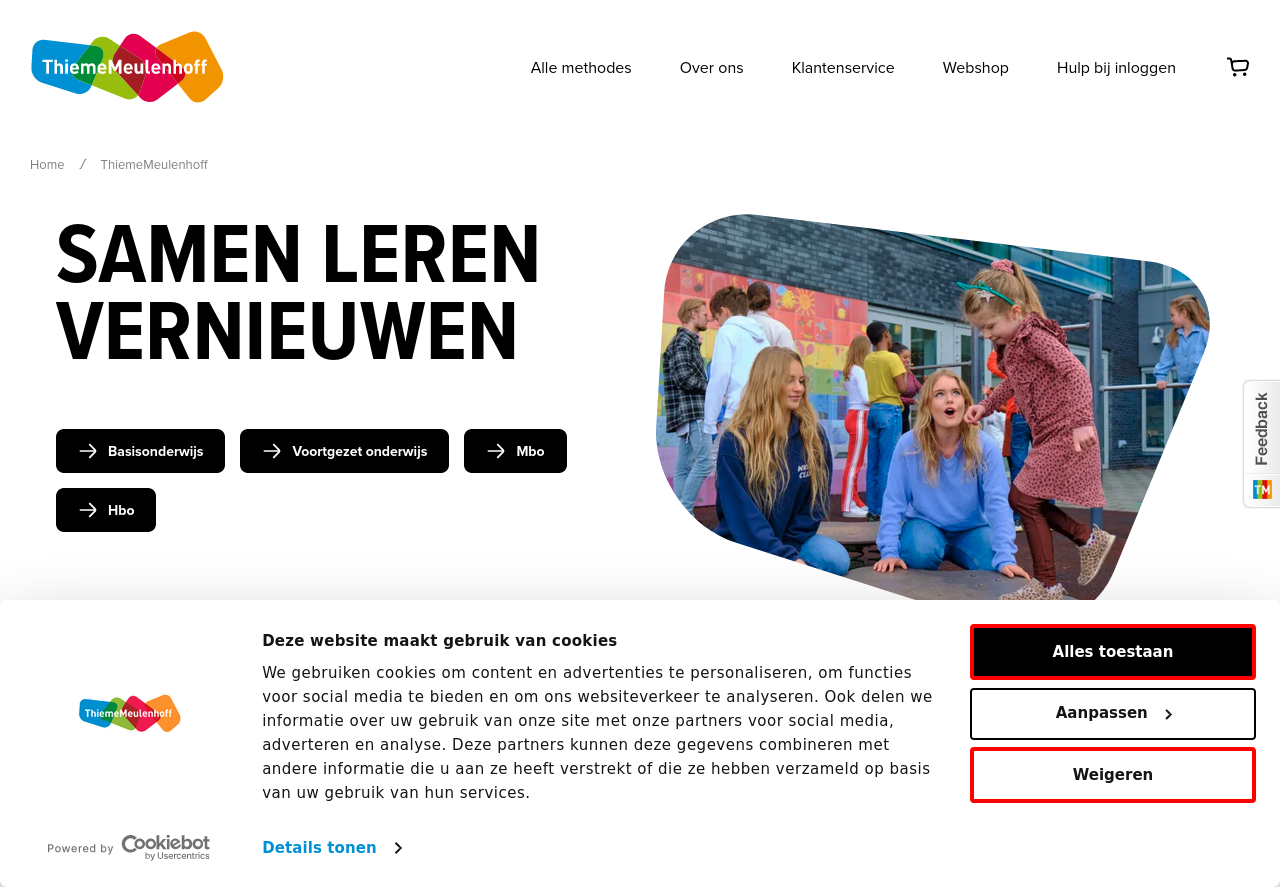 ThiemeMeulenhoff
Alle methodes
Over ons
Klantenservice
Webshop
Hulp bij inloggen
Home / ThiemeMeulenhoff
SAMEN LEREN
VERNIEUWEN
Basisonderwijs
Voortgezet onderwijs
Mbo
Hbo
Feedback
TM
Deze website maakt gebruik van cookies
We gebruiken cookies om content en advertenties te personaliseren, om functies
voor social media te bieden en om ons websiteverkeer te analyseren. Ook delen we
informatie over uw gebruik van onze site met onze partners voor social media,
adverteren en analyse. Deze partners kunnen deze gegevens combineren met
andere informatie die u aan ze heeft verstrekt of die ze hebben verzameld op basis
van uw gebruik van hun services.
Details tonen
ThiemeMeulenhoff
Powered by Cookiebot
by Usercentrics
Alles toestaan
Aanpassen
Weigeren